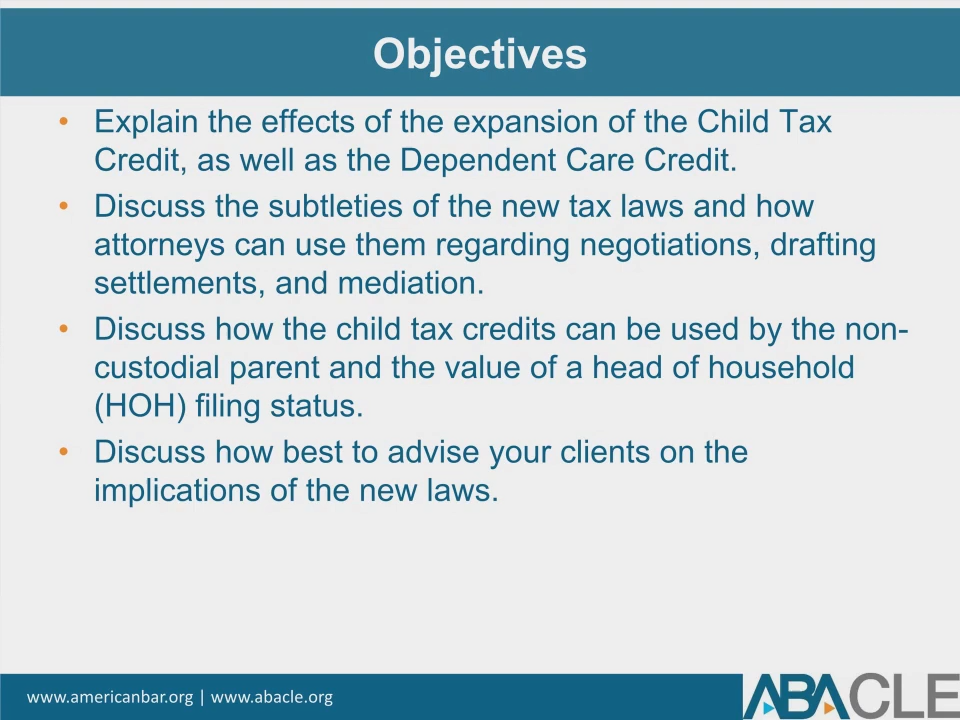 Objectives
• Explain the effects of the expansion of the Child Tax
Credit, as well as the Dependent Care Credit.
• Discuss the subtleties of the new tax laws and how
attorneys can use them regarding negotiations, drafting
settlements, and mediation.
• Discuss how the child tax credits can be used by the non-
custodial parent and the value of a head of household
(HOH) filing status.
• Discuss how best to advise your clients on the
implications of the new laws.
www.americanbar.org | www.abacle.org
ABACLE